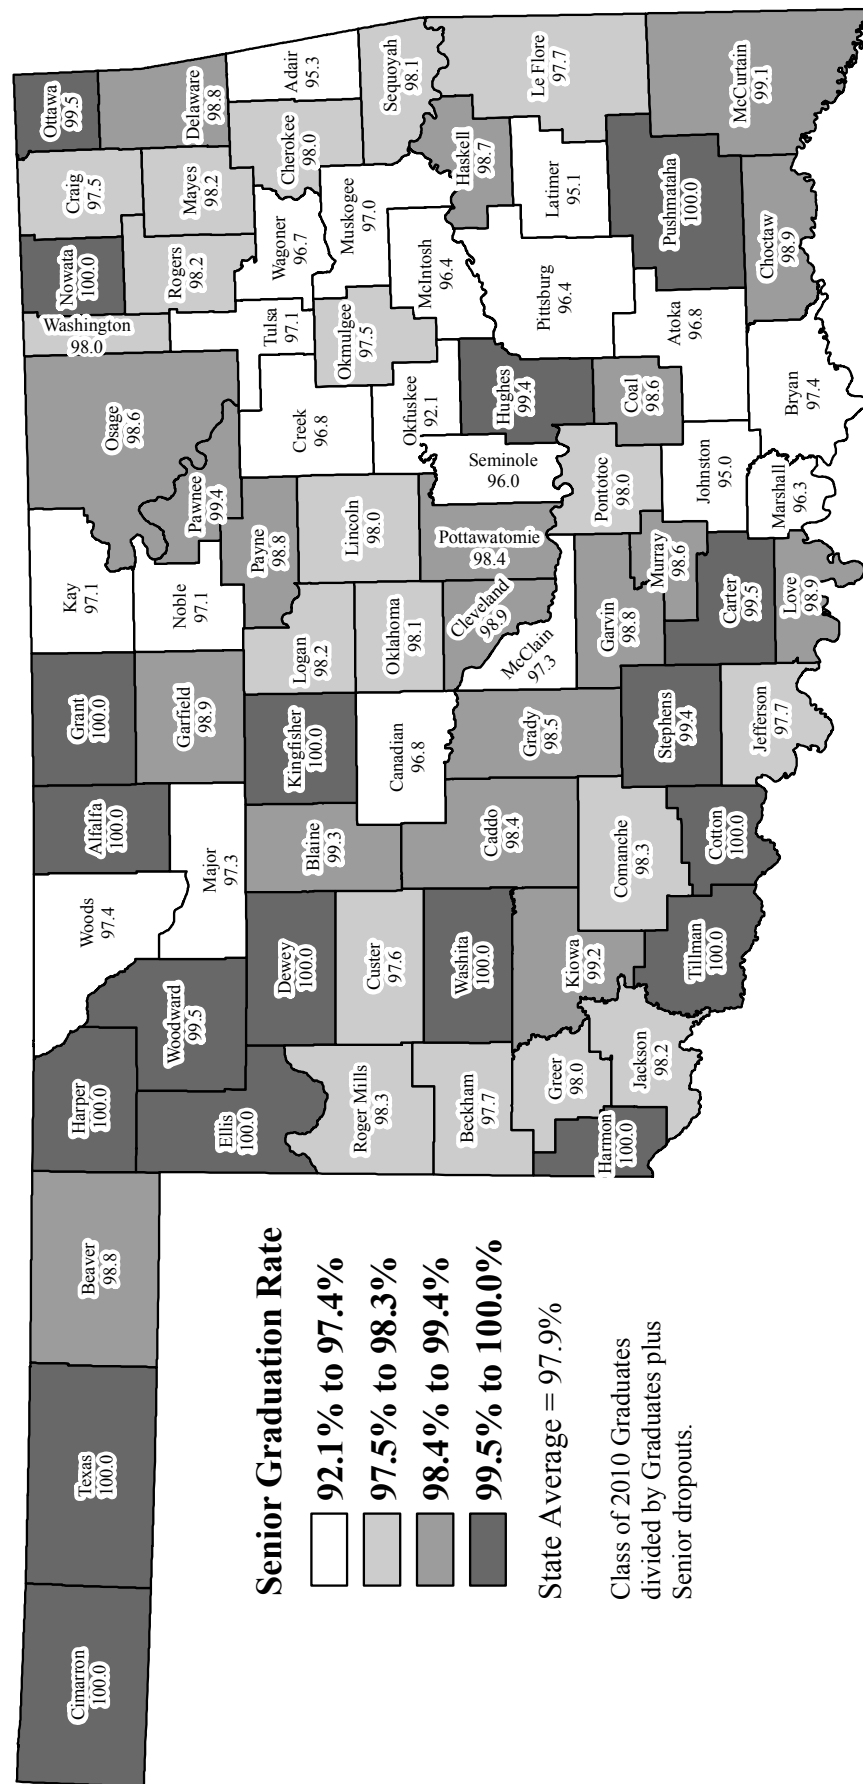 Cimarron
100.0
Texas
100.0
Beaver
98.8
Harper
100.0
Woods
97.4
Alfalfa
100.0
Grant
100.0
Kay
97.1
Osage
98.6
Washington
98.0
Nowata
100.0
Craig
97.5
Ottawa
99.5
Ellis
100.0
Woodward
99.5
Major
97.3
Garfield
98.9
Noble
97.1
Pawnee
99.4
Rogers
98.2
Mayes
98.2
Delaware
98.8
Roger Mills
98.3
Dewey
100.0
Blaine
99.3
Kingfisher
100.0
Logan
98.2
Payne
98.8
Creek
96.8
Tulsa
97.1
Wagoner
96.7
Cherokee
98.0
Adair
95.3
Custer
97.6
Canadian
96.8
Oklahoma
98.1
Lincoln
98.0
Okfuskee
92.1
Okmulgee
97.5
Muskogee
97.0
Sequoyah
98.1
Beckham
97.7
Washita
100.0
Caddo
98.4
Grady
98.5
McClain
97.3
Cleveland
98.9
Pottawatomie
98.4
Seminole
96.0
Hughes
99.4
McIntosh
96.4
Haskell
98.7
Le Flore
97.7
Greer
98.0
Kiowa
99.2
Comanche
98.3
Garvin
98.8
Pontotoc
98.0
Coal
98.6
Pittsburg
96.4
Latimer
95.1
Harmon
100.0
Jackson
98.2
Tillman
100.0
Cotton
100.0
Stephens
99.4
Murray
98.6
Carter
99.5
Johnston
95.0
Atoka
96.8
Pushmataha
100.0
McCurtain
99.1
Jefferson
97.7
Love
98.9
Marshall
96.3
Bryan
97.4
Choctaw
98.9
Senior Graduation Rate
92.1% to 97.4%
97.5% to 98.3%
98.4% to 99.4%
99.5% to 100.0%
State Average = 97.9%
Class of 2010 Graduates
divided by Graduates plus
Senior dropouts.